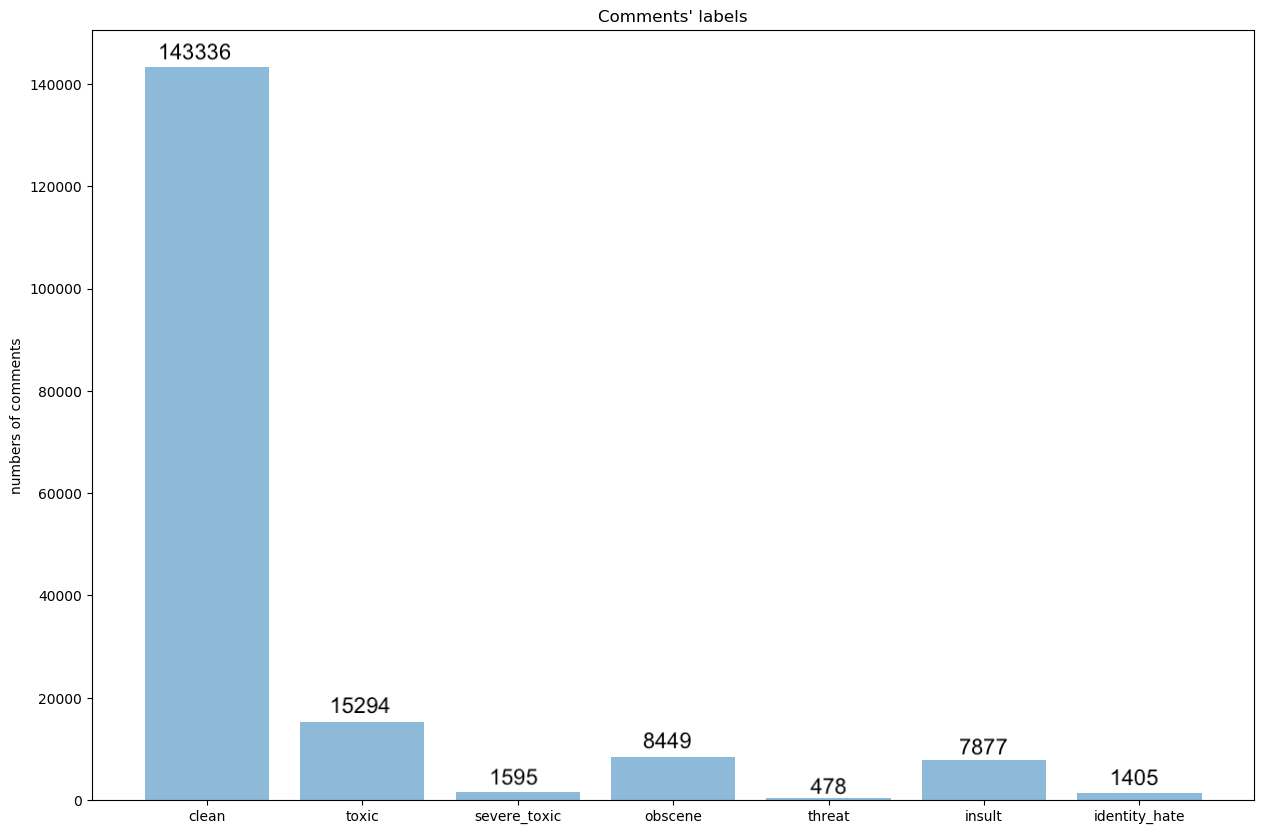 Comments' labels
numbers of comments
140000
120000
100000
80000
60000
40000
20000
0
143336
15294
1595
8449
478
7877
1405
clean
toxic
severe_toxic
obscene
threat
insult
identity_hate